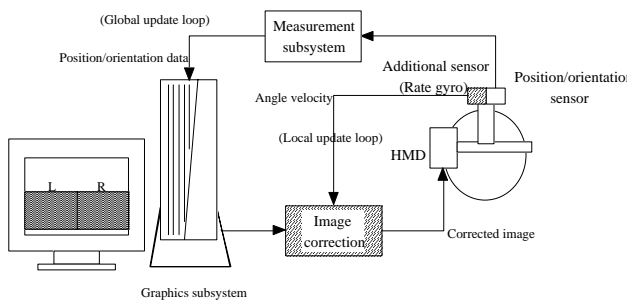 (Global update loop)
Measurement
subsystem
Position/orientation data
Additional sensor
(Rate gyro)
Position/orientation
sensor
Angle velocity
(Local update loop)
HMD
L R
Image
correction
Corrected image
Graphics subsystem